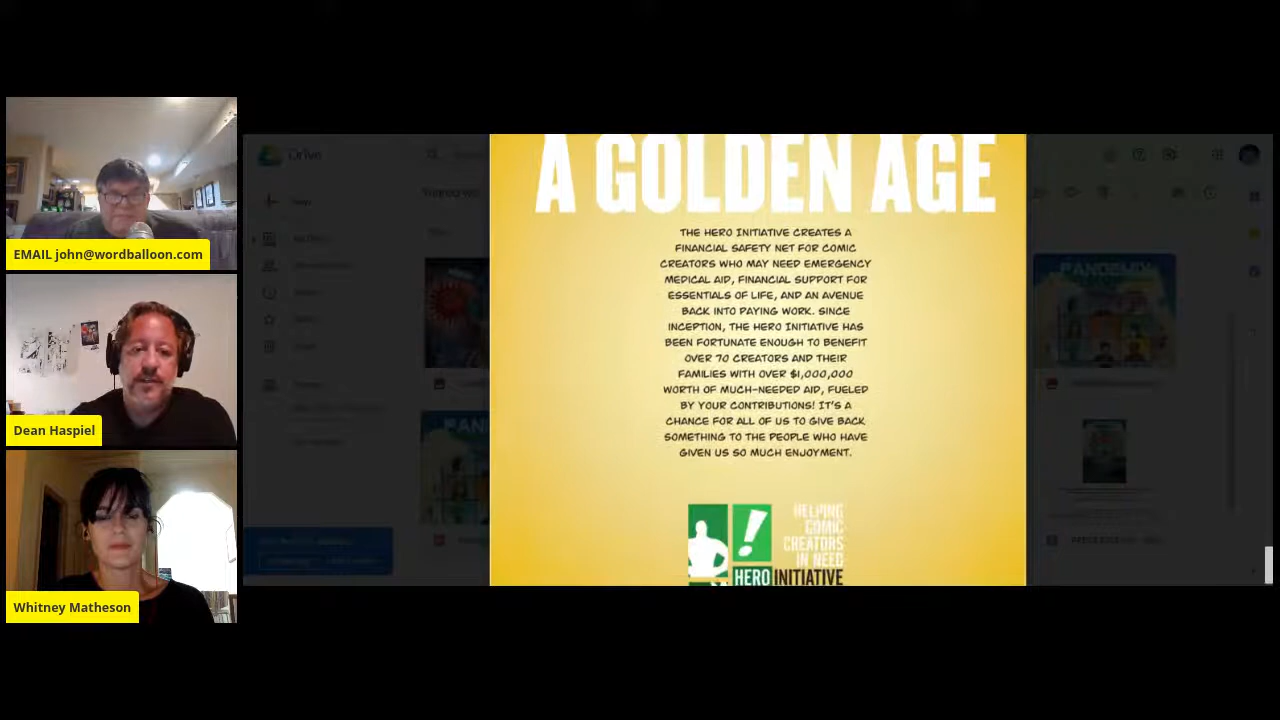 EMAIL john@wordballoon.com
Dean Haspiel
Whitney Matheson
Drive
A GOLDEN AGE
THE HERO INITIATIVE CREATES A
FINANCIAL SAFETY NET FOR COMIC
CREATORS WHO MAY NEED EMERGENCY
MEDICAL AID, FINANCIAL SUPPORT FOR
ESSENTIALS OF LIFE, AND AN AVENUE
BACK INTO PAYING WORK. SINCE
INCEPTION, THE HERO INITIATIVE HAS
BEEN FORTUNATE ENOUGH TO BENEFIT
OVER 70 CREATORS AND THEIR
FAMILIES WITH OVER $1,000,000
WORTH OF MUCH-NEEDED AID, FUELED
BY YOUR CONTRIBUTIONS! IT'S A
CHANCE FOR ALL OF US TO GIVE BACK
SOMETHING TO THE PEOPLE WHO HAVE
GIVEN US SO MUCH ENJOYMENT.
HELPING
COMIC
CREATORS
IN NEED
HERO INITIATIVE